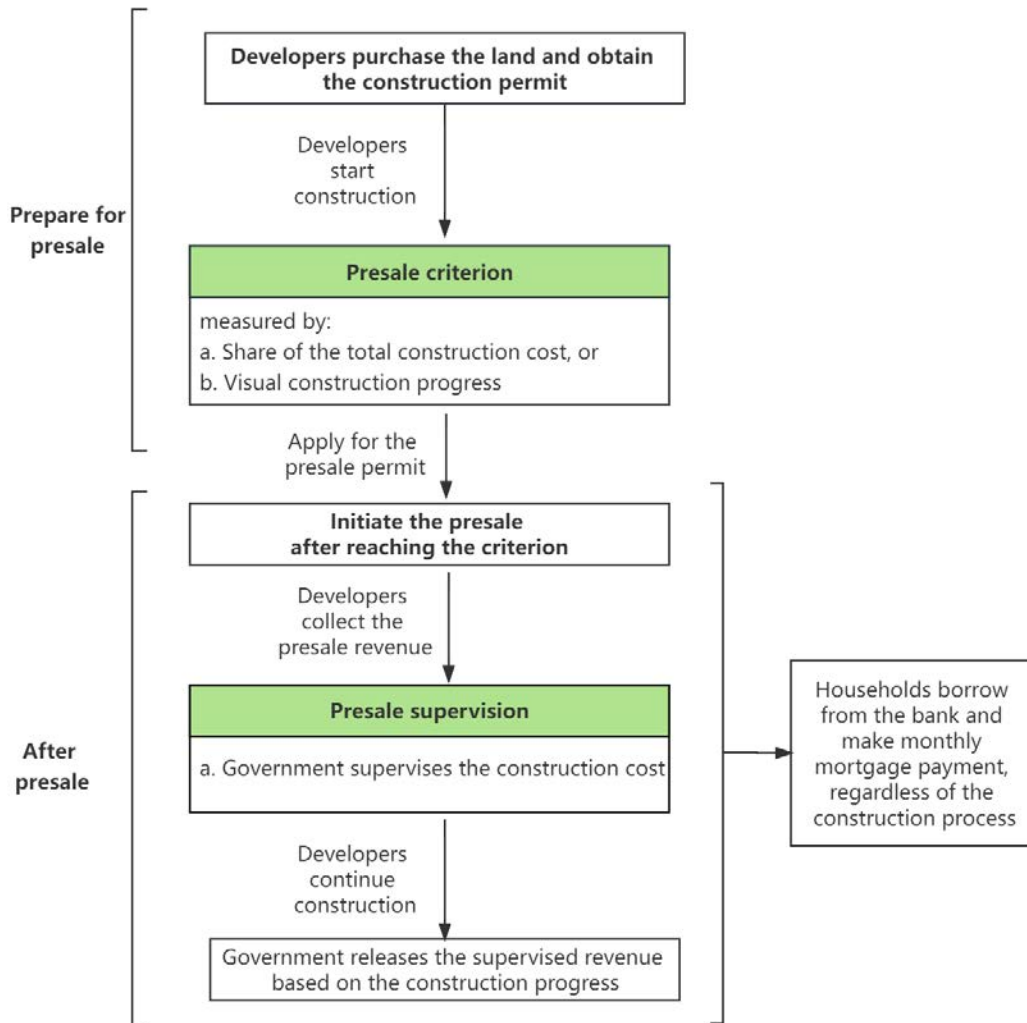 Developers purchase the land and obtain
the construction permit
Developers
start
construction
Prepare for
presale
Presale criterion
measured by:
a. Share of the total construction cost, or
b. Visual construction progress
Apply for the
presale permit
Initiate the presale
after reaching the criterion
Developers
collect the
presale revenue
Presale supervision
After
presale
a. Government supervises the construction cost
Households borrow
from the bank and
make monthly
mortgage payment,
regardless of the
construction process
Developers
continue
construction
Government releases the supervised revenue
based on the construction progress